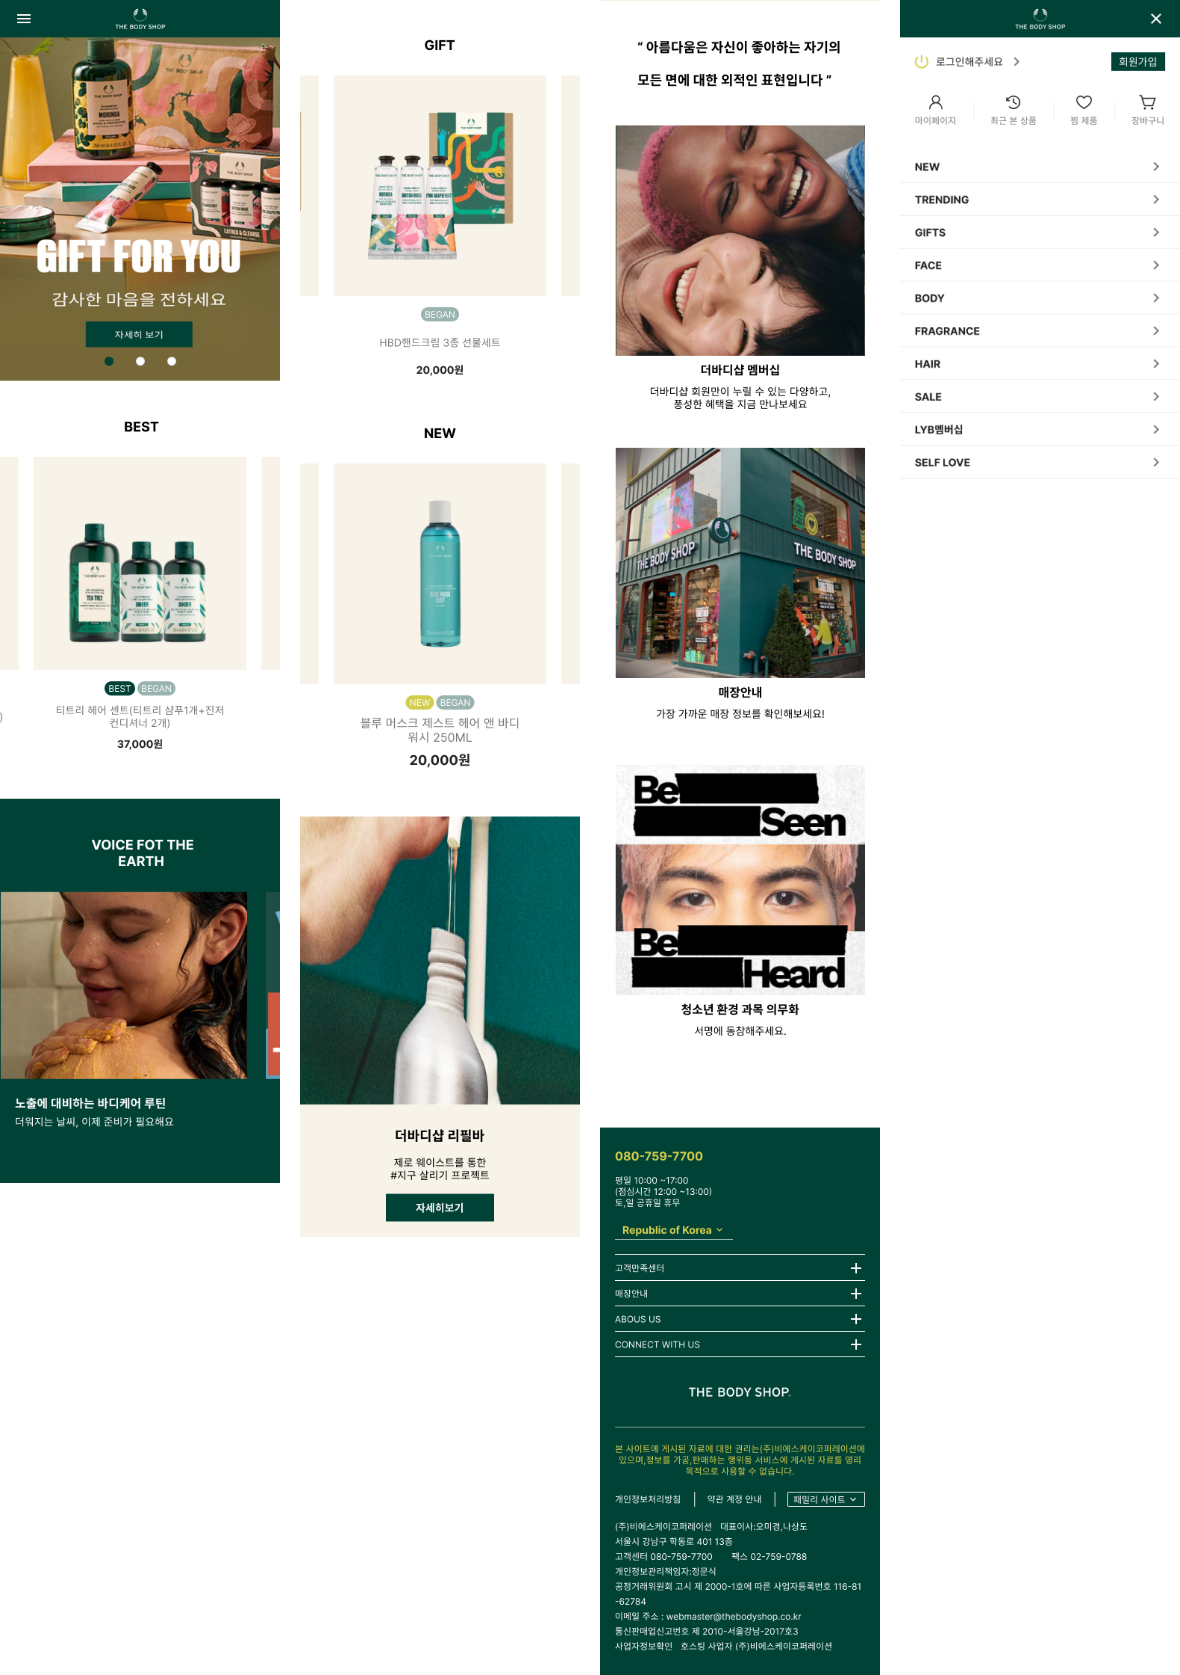 THE BODY SHOP
THE BODY SHOP
MORINGA
THE BODY SHOP
LATHER & CLEANSE
GIFT FOR YOU
감사한 마음을 전하세요
자세히 보기
BEST
THE BODY SHOP
TEA TREE
GINGER
GINGER
BEST BEGAN
)
티트리 헤어 센트(티트리 샴푸1개+진저
컨디셔너 2개)
37,000원
VOICE FOT THE
EARTH
노출에 대비하는 바디케어 루틴
더워지는 날씨, 이제 준비가 필요해요
GIFT
THE BODY SHOP
MORINGA
BRITISH ROSE
PINK GRAPEFRUIT
BEGAN
HBD핸드크림 3종 선물세트
20,000원
NEW
NEW BEGAN
블루 머스크 제스트 헤어 앤 바디
워시 250ML
20,000원
더바디샵 리필바
제로 웨이스트를 통한
#지구 살리기 프로젝트
자세히보기
“ 아름다움은 자신이 좋아하는 자기의
모든 면에 대한 외적인 표현입니다 ”
더바디샵 멤버십
더바디샵 회원만이 누릴 수 있는 다양하고,
풍성한 혜택을 지금 만나보세요
THE BODY SHOP
THE BODY SHOP
매장안내
가장 가까운 매장 정보를 확인해보세요!
Be
Seen
Be
Heard
청소년 환경 과목 의무화
서명에 동참해주세요.
080-759-7700
평일 10:00 ~17:00
(점심시간 12:00 ~13:00)
토,일 공휴일 휴무
Republic of Korea
고객만족센터
매장안내
ABOUS US
CONNECT WITH US
THE BODY SHOP.
본 사이트에 게시된 자료에 대한 권리는(주)비에스케이코퍼레이션에
있으며,정보를 가공,판매하는 행위등 서비스에 게시된 자료를 영리
목적으로 사용할 수 없습니다.
개인정보처리방침 약관 계정 안내 패밀리 사이트
(주)비에스케이코퍼레이션 대표이사:오미경,나상도
서울시 강남구 학동로 401 13층
고객센터 080-759-7700 팩스 02-759-0788
개인정보관리책임자:정문식
공정거래위원회 고시 제 2000-1호에 따른 사업자등록번호 116-81
-62784
이메일 주소 : webmaster@thebodyshop.co.kr
통신판매업신고번호 제 2010-서울강남-2017호3
사업자정보확인 호스팅 사업자 (주)비에스케이코퍼레이션
THE BODY SHOP
로그인해주세요
회원가입
마이페이지
최근 본 상품
찜 제품
장바구니
NEW
TRENDING
GIFTS
FACE
BODY
FRAGRANCE
HAIR
SALE
LYB멤버십
SELF LOVE